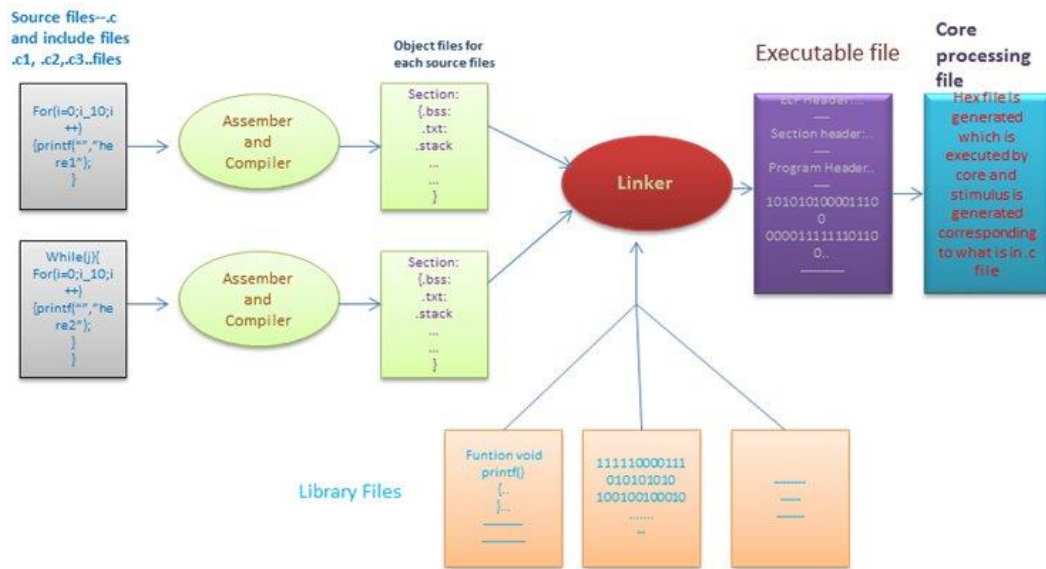 Source files--.c
and include files
.c1, .c2,.c3..files
For(i=0;i_10;i
++)
{printf("","he
re1");
}
Assember
and
Compiler
Object files for
each source files
Section:
{.bss:
.txt:
.stack
...
...
}
While(j){
For(i=0;i_10;i
++)
{printf("","he
re2");
}
}
Assember
and
Compiler
Section:
{.bss:
.txt:
.stack
...
...
}
Linker
Executable file
ELF Header:...
---
Section header:..
---
Program Header..
---
101010100001110
0
000011111110110
0..
----------
Core
processing
file
Hex file is
generated
which is
executed by
core and
stimulus is
generated
corresponding
to what is in .c
file
Library Files
Funtion void
printf()
{..
}...
_______
_______
111110000111
010101010
100100100010
.......
--
--------
-----
-------